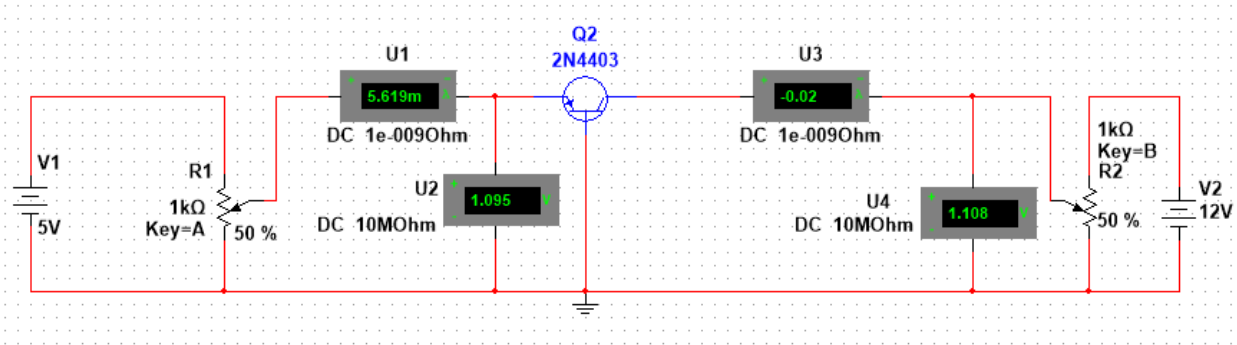 Q2
2N4403
U1
+ -
5.619m A
DC 1e-009Ohm
U3
+ -
-0.02 A
DC 1e-009Ohm
V1
5V
R1
1kΩ
Key=A
50 %
U2
+
1.095 V
-
DC 10MOhm
U4
+
1.108 V
-
DC 10MOhm
1kΩ
Key=B
R2
50 %
V2
12V